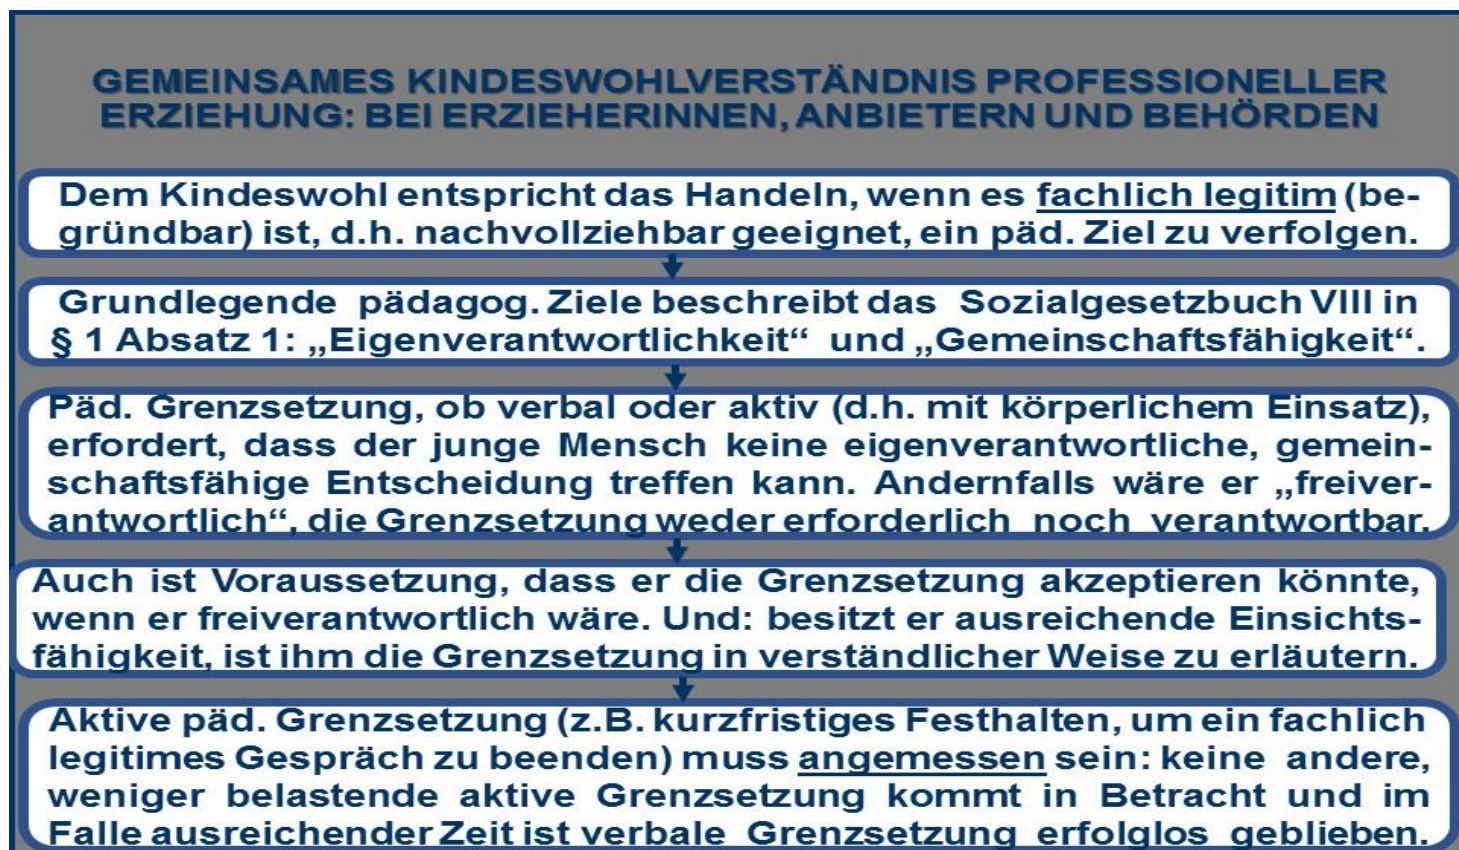 GEMEINSAMES KINDESWOHLVERSTÄNDNIS PROFESSIONELLER
ERZIEHUNG: BEI ERZIEHERINNEN, ANBIETERN UND BEHÖRDEN
Dem Kindeswohl entspricht das Handeln, wenn es fachlich legitim (be-
gründbar) ist, d.h. nachvollziehbar geeignet, ein päd. Ziel zu verfolgen.
Grundlegende pädagog. Ziele beschreibt das Sozialgesetzbuch VIII in
§ 1 Absatz 1: „Eigenverantwortlichkeit“ und „Gemeinschaftsfähigkeit“.
Päd. Grenzsetzung, ob verbal oder aktiv (d.h. mit körperlichem Einsatz),
erfordert, dass der junge Mensch keine eigenverantwortliche, gemein-
schaftsfähige Entscheidung treffen kann. Andernfalls wäre er „freiver-
antwortlich“, die Grenzsetzung weder erforderlich noch verantwortbar.
Auch ist Voraussetzung, dass er die Grenzsetzung akzeptieren könnte,
wenn er freiverantwortlich wäre. Und: besitzt er ausreichende Einsichts-
fähigkeit, ist ihm die Grenzsetzung in verständlicher Weise zu erläutern.
Aktive päd. Grenzsetzung (z.B. kurzfristiges Festhalten, um ein fachlich
legitimes Gespräch zu beenden) muss angemessen sein: keine andere,
weniger belastende aktive Grenzsetzung kommt in Betracht und im
Falle ausreichender Zeit ist verbale Grenzsetzung erfolglos geblieben.